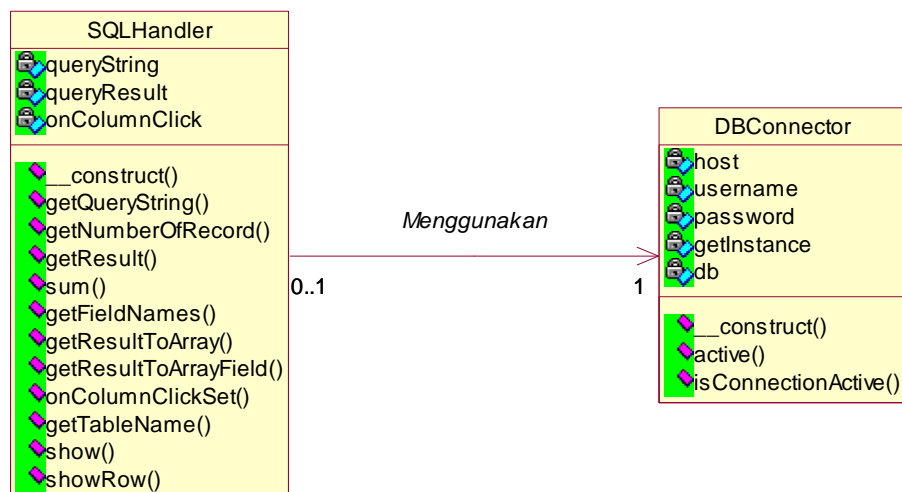 SQLHandler
queryString
queryResult
onColumnClick
__construct()
getQueryString()
getNumberOfRecord()
getResult()
sum()
getFieldNames()
getResultToArray()
getResultToArrayField()
onColumnClickSet()
getTableName()
show()
showRow()
Menggunakan
0..1
1
DBConnector
host
username
password
getInstance
db
__construct()
active()
isConnectionActive()